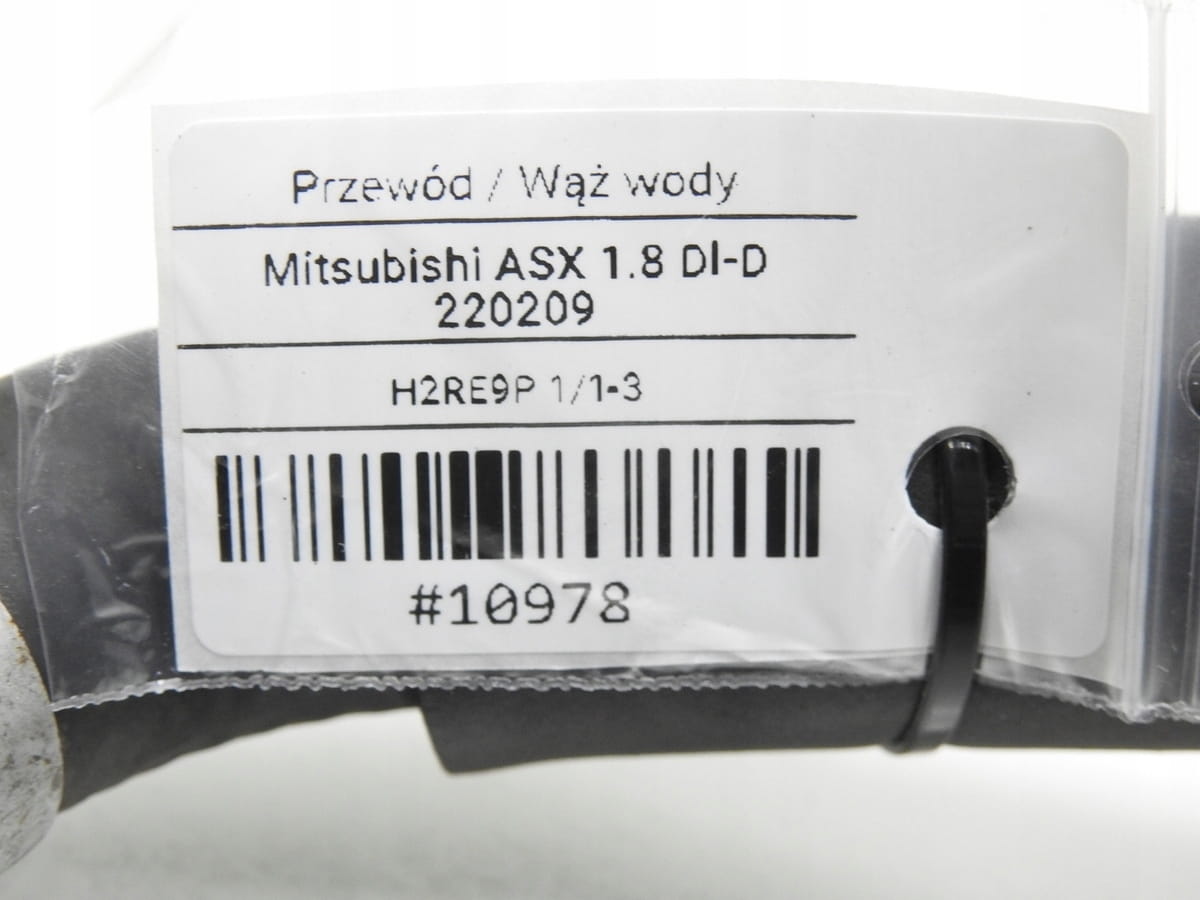 Przewód / Wąż wody
Mitsubishi ASX 1.8 DI-D
220209
H2RE9P 1/1-3
#10978